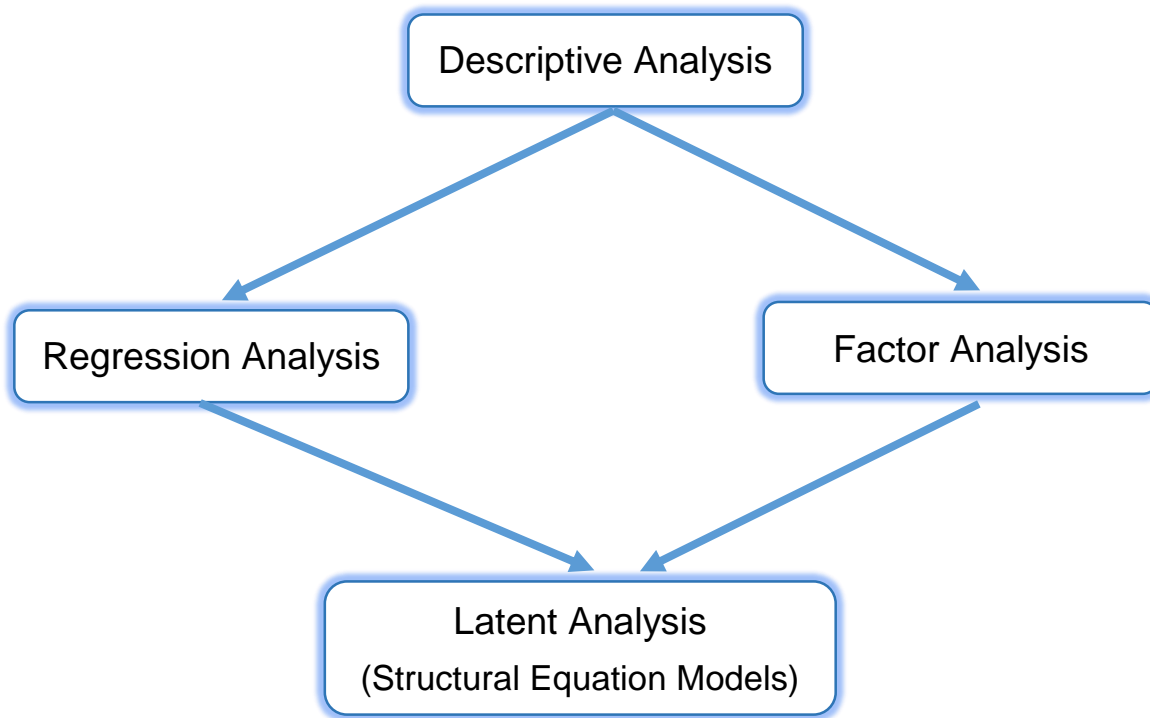 Descriptive Analysis
Regression Analysis
Factor Analysis
Latent Analysis
(Structural Equation Models)